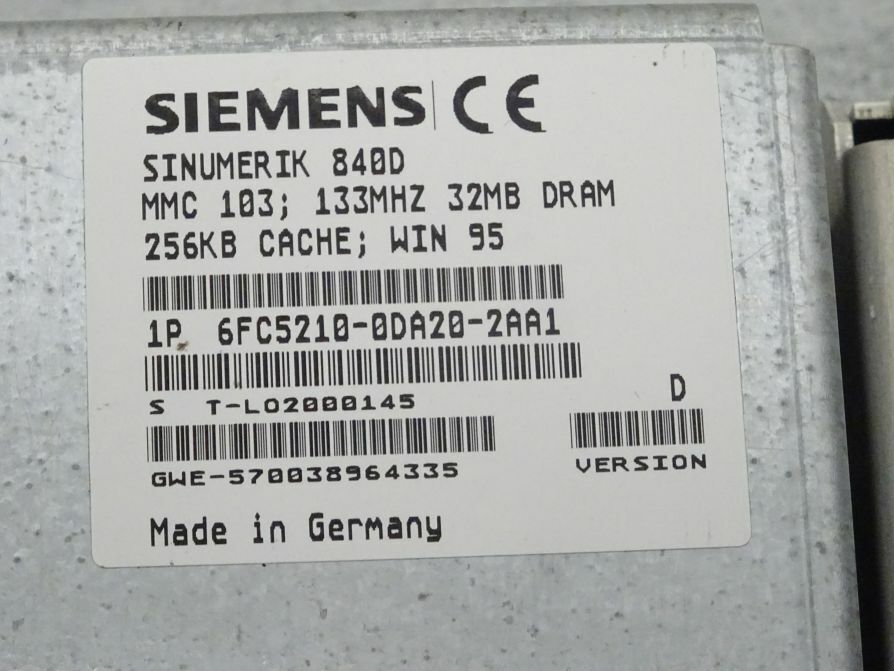 SIEMENS CE
SINUMERIK 840D
MMC 103; 133MHZ 32MB DRAM
256KB CACHE; WIN 95
1P 6FC5210-0DA20-2AA1
S T-LO2000145
D
GWE-570038964335
VERSION
Made in Germany